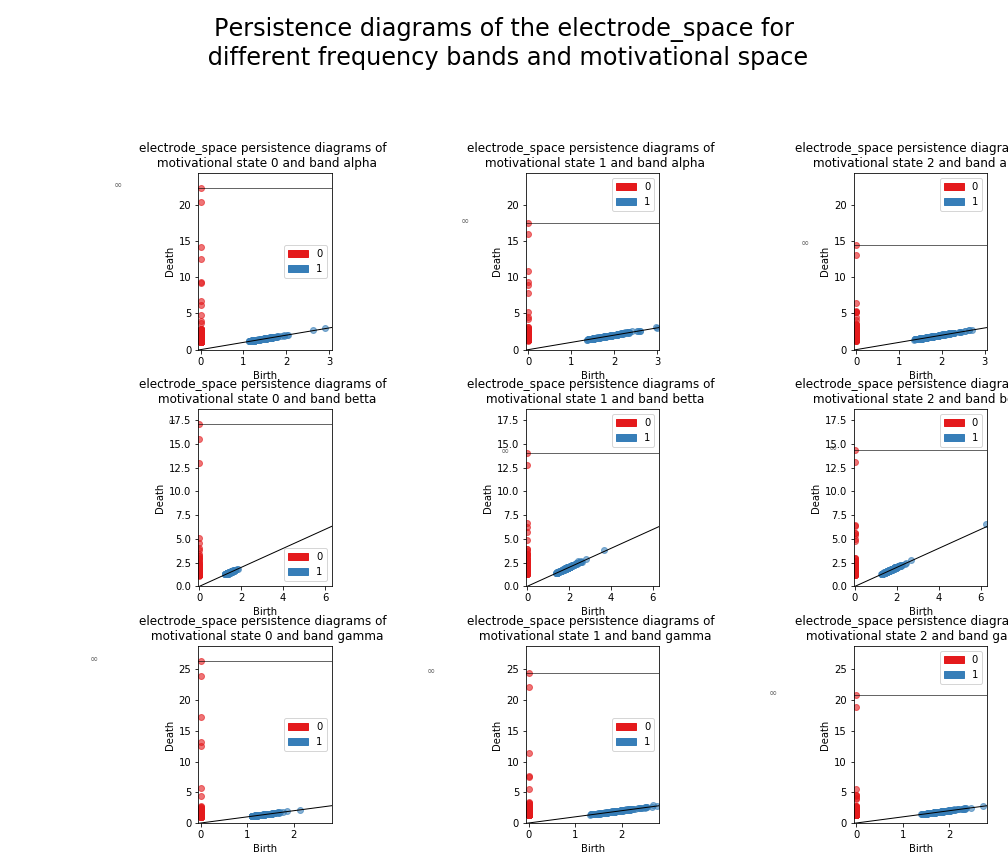 Persistence diagrams of the electrode_space for
different frequency bands and motivational space
electrode_space persistence diagrams of
motivational state 0 and band alpha
electrode_space persistence diagrams of
motivational state 1 and band alpha
electrode_space persistence diagra
motivational state 2 and band a
∞
20
15
10
5
0
Death
0
1
0 1 2 3
Birth
∞
20
15
10
5
0
Death
0
1
0 1 2 3
Birth
∞
20
15
10
5
0
Death
0
1
0 1 2 3
Birth
electrode_space persistence diagrams of
motivational state 0 and band betta
electrode_space persistence diagrams of
motivational state 1 and band betta
electrode_space persistence diagra
motivational state 2 and band be
∞
17.5
15.0
12.5
10.0
7.5
5.0
2.5
0.0
Death
0
1
0 2 4 6
Birth
∞
17.5
15.0
12.5
10.0
7.5
5.0
2.5
0.0
Death
0
1
0 2 4 6
Birth
∞
17.5
15.0
12.5
10.0
7.5
5.0
2.5
0.0
Death
0
1
0 2 4 6
Birth
electrode_space persistence diagrams of
motivational state 0 and band gamma
electrode_space persistence diagrams of
motivational state 1 and band gamma
electrode_space persistence diagra
motivational state 2 and band ga
∞
25
20
15
10
5
0
Death
0
1
0 1 2
Birth
∞
25
20
15
10
5
0
Death
0
1
0 1 2
Birth
∞
25
20
15
10
5
0
Death
0
1
0 1 2
Birth